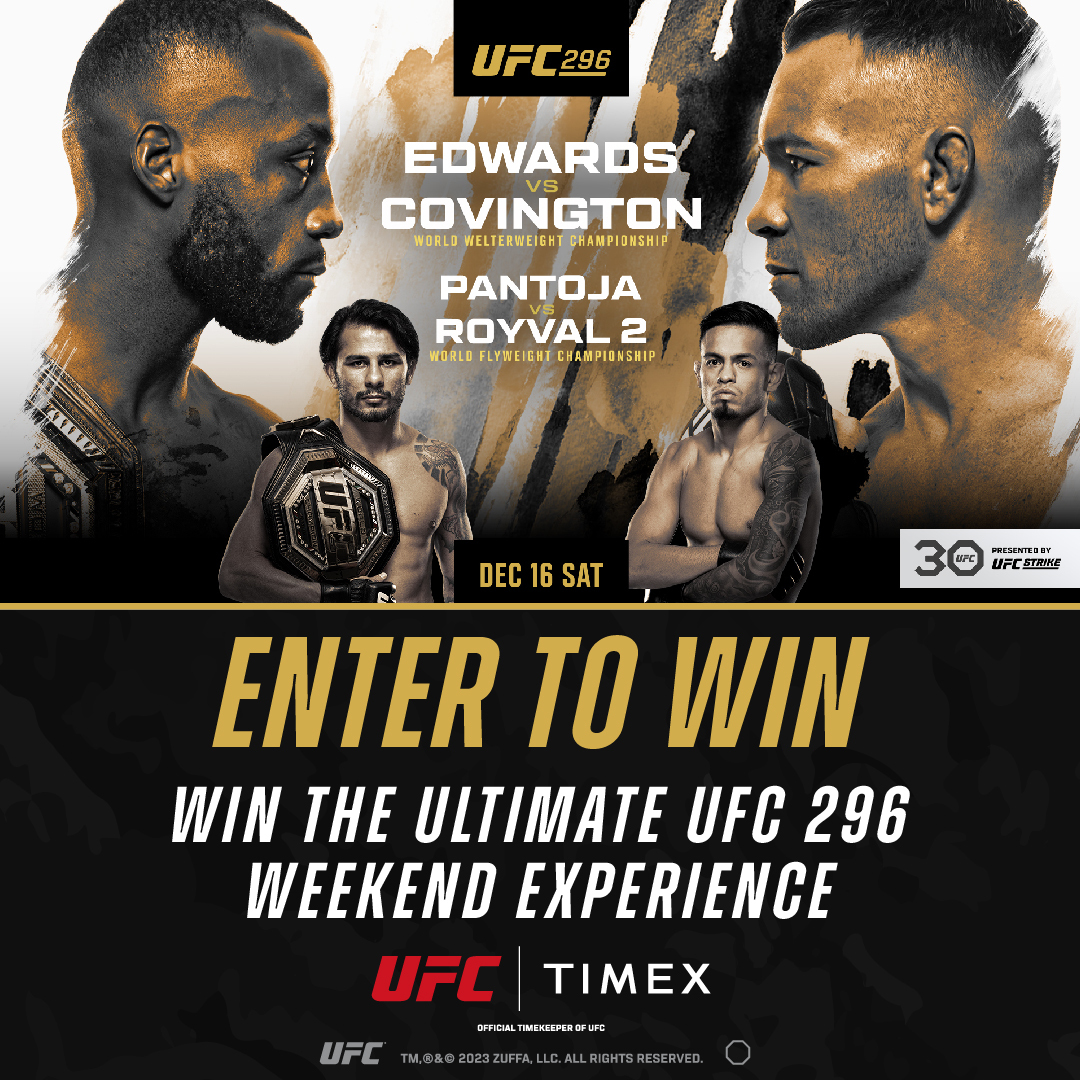 UFC 296
EDWARDS
VS
COVINGTON
WORLD WELTERWEIGHT CHAMPIONSHIP
PANTOJA
VS
ROYVAL 2
WORLD FLYWEIGHT CHAMPIONSHIP
UFC
DEC 16 SAT
30 UFC
PRESENTED BY
UFC STRIKE
ENTER TO WIN
WIN THE ULTIMATE UFC 296
WEEKEND EXPERIENCE
UFC | TIMEX
OFFICIAL TIMEKEEPER OF UFC
UFC TM,®&© 2023 ZUFFA, LLC. ALL RIGHTS RESERVED.